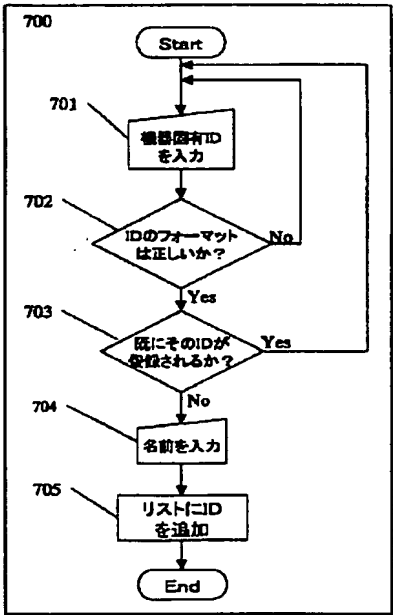 700
Start
701
機器固有ID
を入力
702
IDのフォーマット
は正しいか？
No
Yes
703
既にそのIDが
登録されるか？
Yes
No
704
名前を入力
705
リストにID
を追加
End